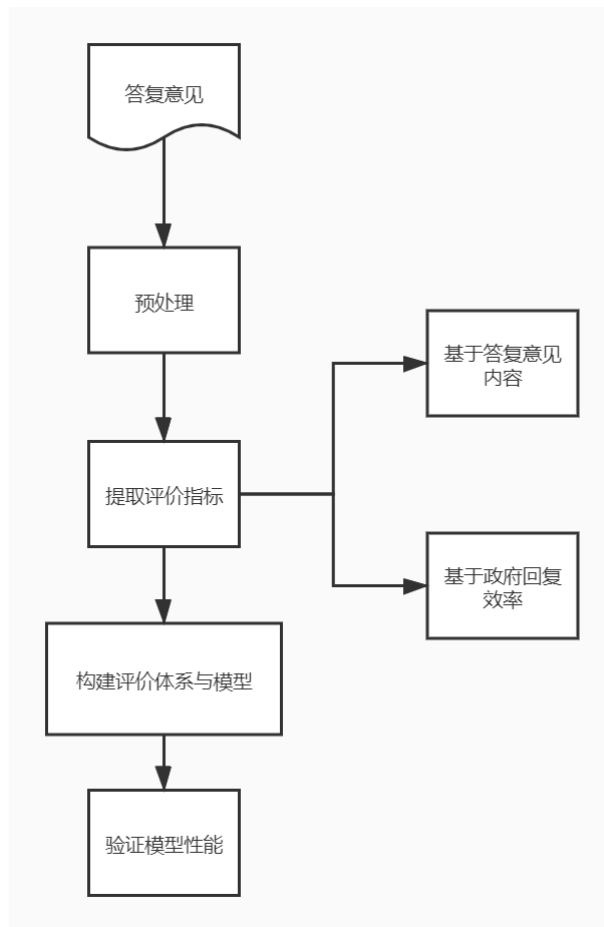 答复意见
预处理
提取评价指标
基于答复意见
内容
基于政府回复
效率
构建评价体系与模型
验证模型性能